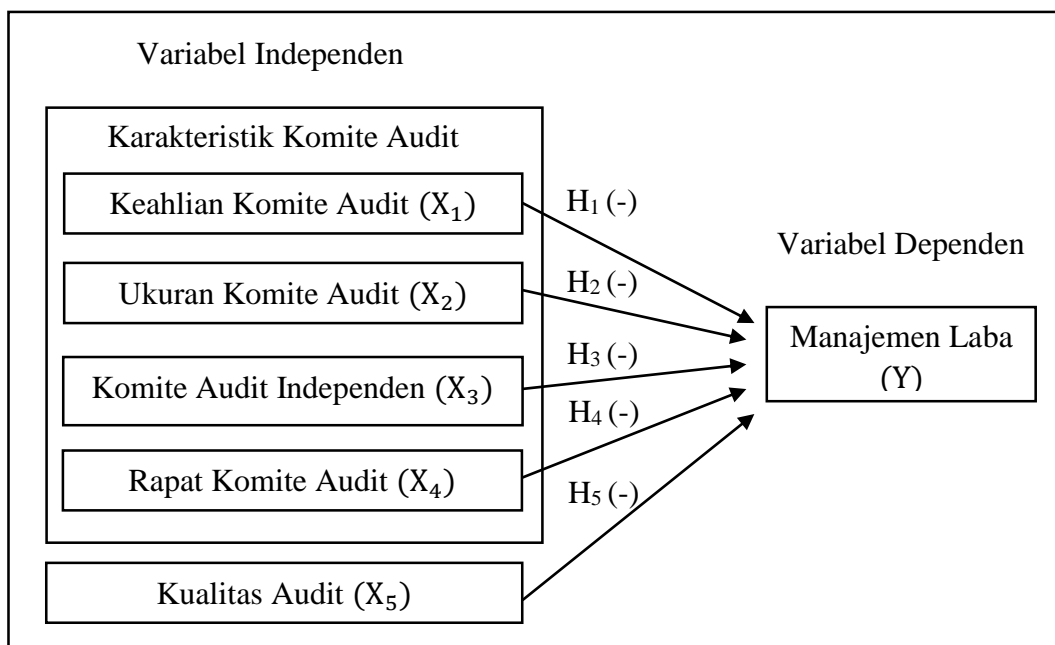 Variabel Independen
Karakteristik Komite Audit
Keahlian Komite Audit (X₁)
H₁ (-)
Variabel Dependen
Ukuran Komite Audit (X₂)
H₂ (-)
Manajemen Laba
(Y)
Komite Audit Independen (X₃)
H₃ (-)
H₄ (-)
Rapat Komite Audit (X₄)
H₅ (-)
Kualitas Audit (X₅)